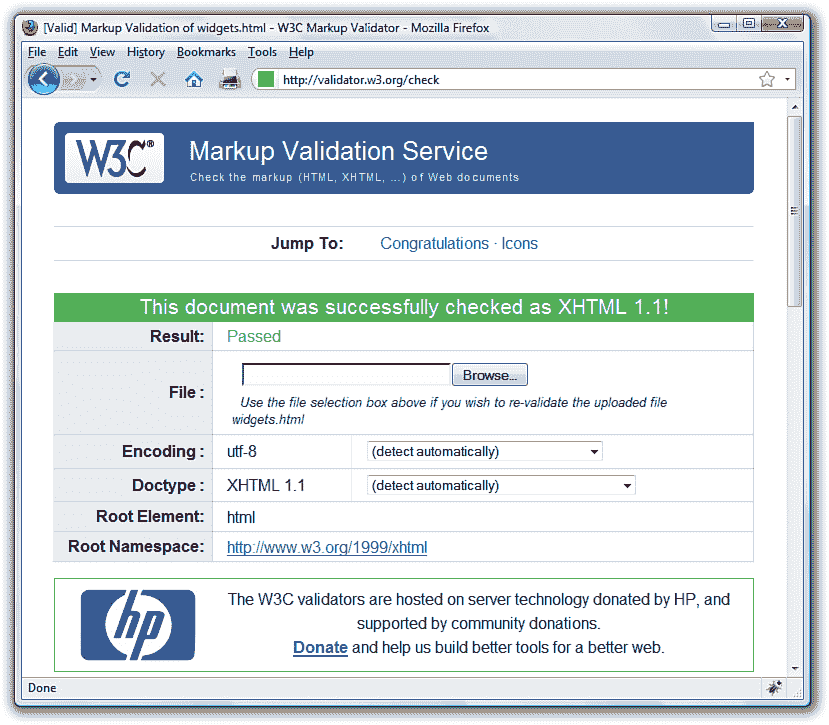 [Valid] Markup Validation of widgets.html - W3C Markup Validator - Mozilla Firefox
File Edit View History Bookmarks Tools Help
http://validator.w3.org/check
W3C® Markup Validation Service
Check the markup (HTML, XHTML, ...) of Web documents
Jump To: Congratulations · Icons
This document was successfully checked as XHTML 1.1!
Result: Passed
File : Browse...
Use the file selection box above if you wish to re-validate the uploaded file
widgets.html
Encoding : utf-8 (detect automatically)
Doctype : XHTML 1.1 (detect automatically)
Root Element: html
Root Namespace: http://www.w3.org/1999/xhtml
hp
The W3C validators are hosted on server technology donated by HP, and
supported by community donations.
Donate and help us build better tools for a better web.
Done